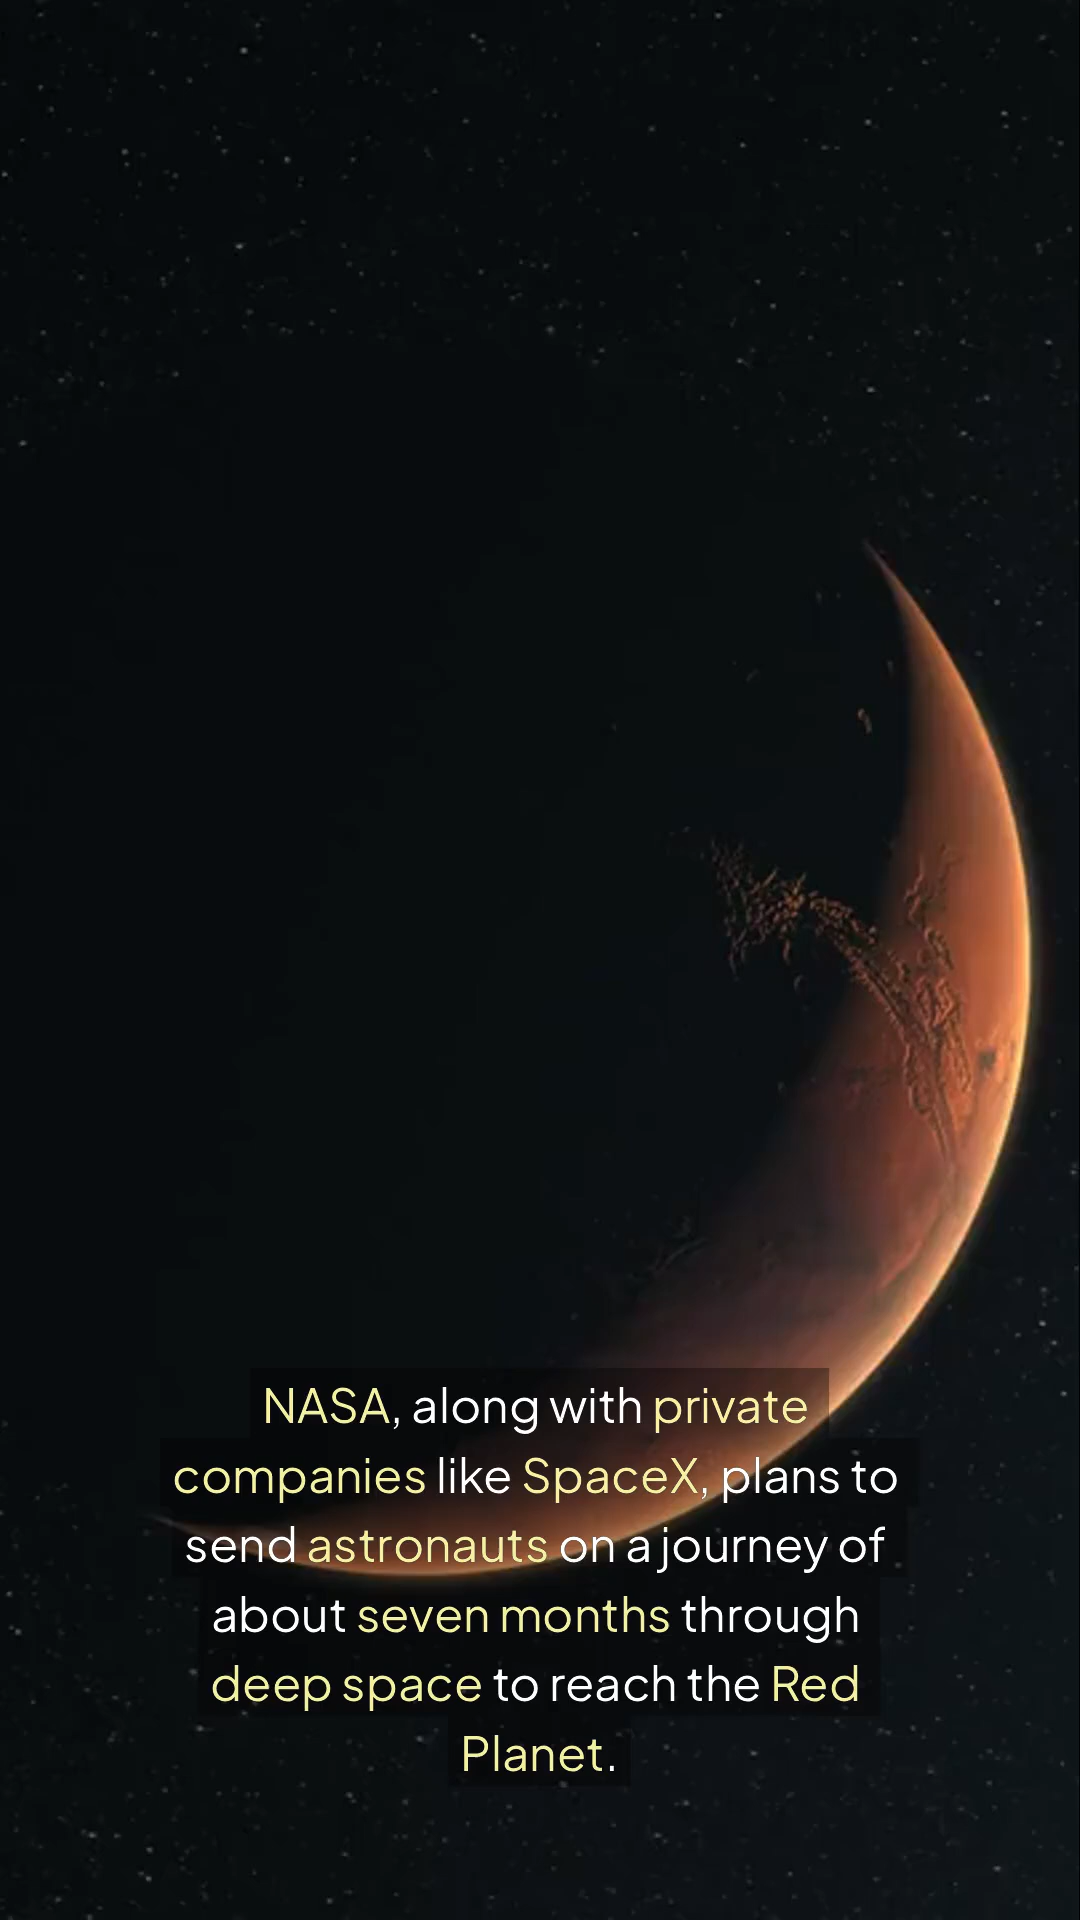 NASA, along with private
companies like SpaceX, plans to
send astronauts on a journey of
about seven months through
deep space to reach the Red
Planet.